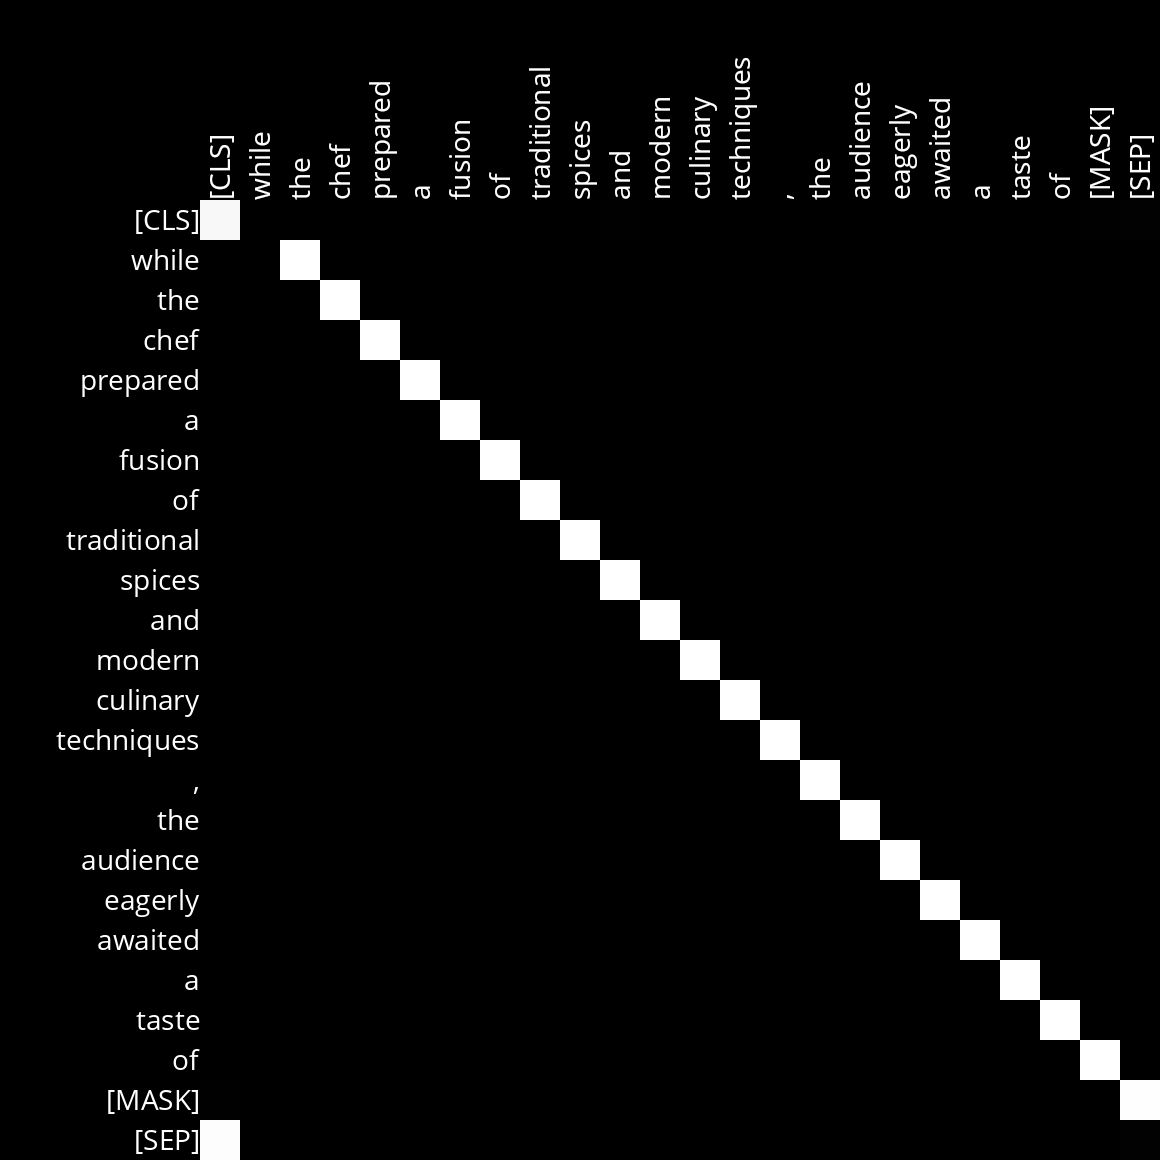 [CLS] while the chef prepared a fusion of traditional spices and modern culinary techniques , the audience eagerly awaited a taste of [MASK] [SEP]
[CLS]
while
the
chef
prepared
a
fusion
of
traditional
spices
and
modern
culinary
techniques
,
the
audience
eagerly
awaited
a
taste
of
[MASK]
[SEP]